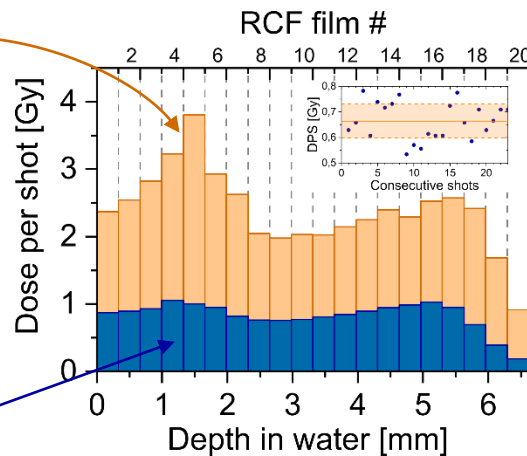 RCF film #
2 4 6 8 10 12 14 16 18 20
Dose per shot [Gy]
4
3
2
1
0
DPS [Gy]
0,8
0,7
0,6
0,5
0 10 20
Consecutive shots
0 1 2 3 4 5 6
Depth in water [mm]